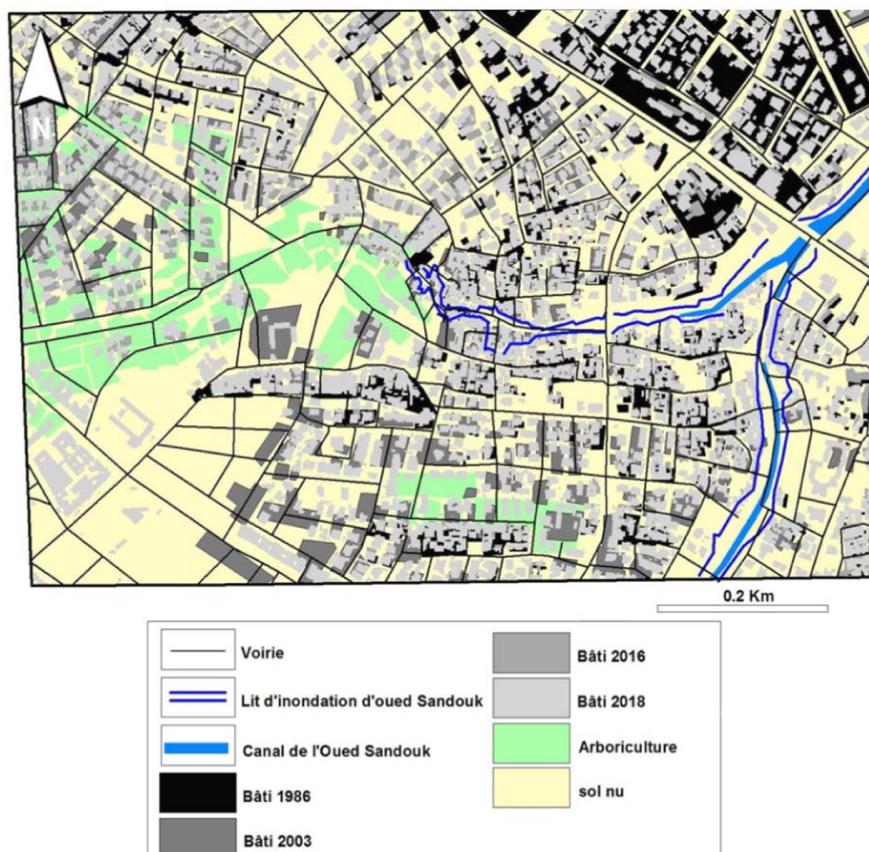 N
0.2 Km
Voirie
Lit d'inondation d'oued Sandouk
Canal de l'Oued Sandouk
Bâti 1986
Bâti 2003
Bâti 2016
Bâti 2018
Arboriculture
sol nu